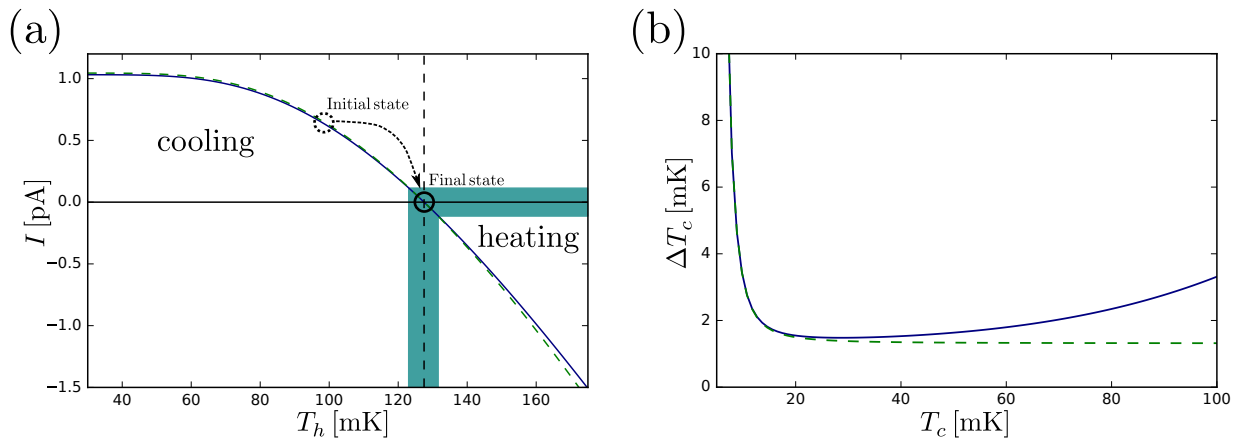 (a)
1.0
0.5
0.0
−0.5
−1.0
−1.5
I [pA]
Initial state
cooling
Final state
heating
40 60 80 100 120 140 160
T_h [mK]
(b)
10
8
6
4
2
0
ΔT_c [mK]
20 40 60 80 100
T_c [mK]